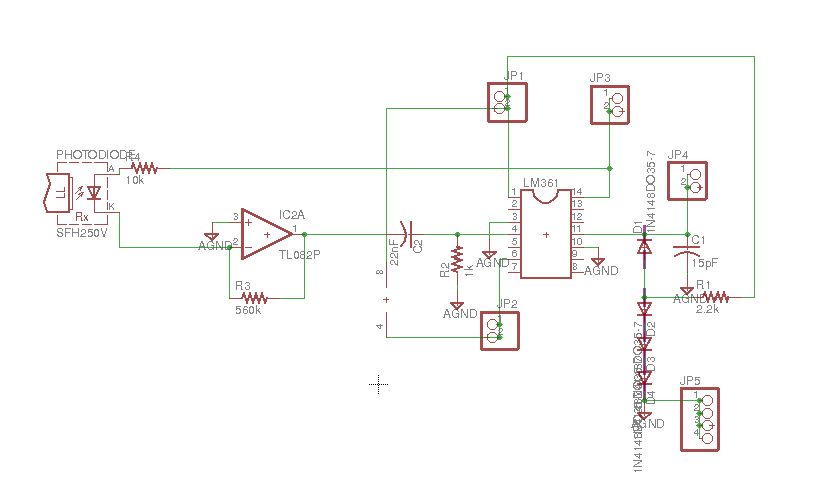 JP1
1
JP3
1
2
PHOTODIODE
R4
A
10k
LL
Rx
K
SFH250V
1N4148DO35-7
JP4
1
2
LM361
1 14
2 13
3 12
4 11
5 10
6 9
7 8
3
IC2A
1
AGND
2
TL082P
22nF
C2
AGND
AGND
D1
C1
15pF
R2
1k
R3
560k
8
4
AGND
JP2
1
AGND
R1
2.2k
D2
D3
D4
1N4148DO35-7
AGND
JP5
1
2
3
4